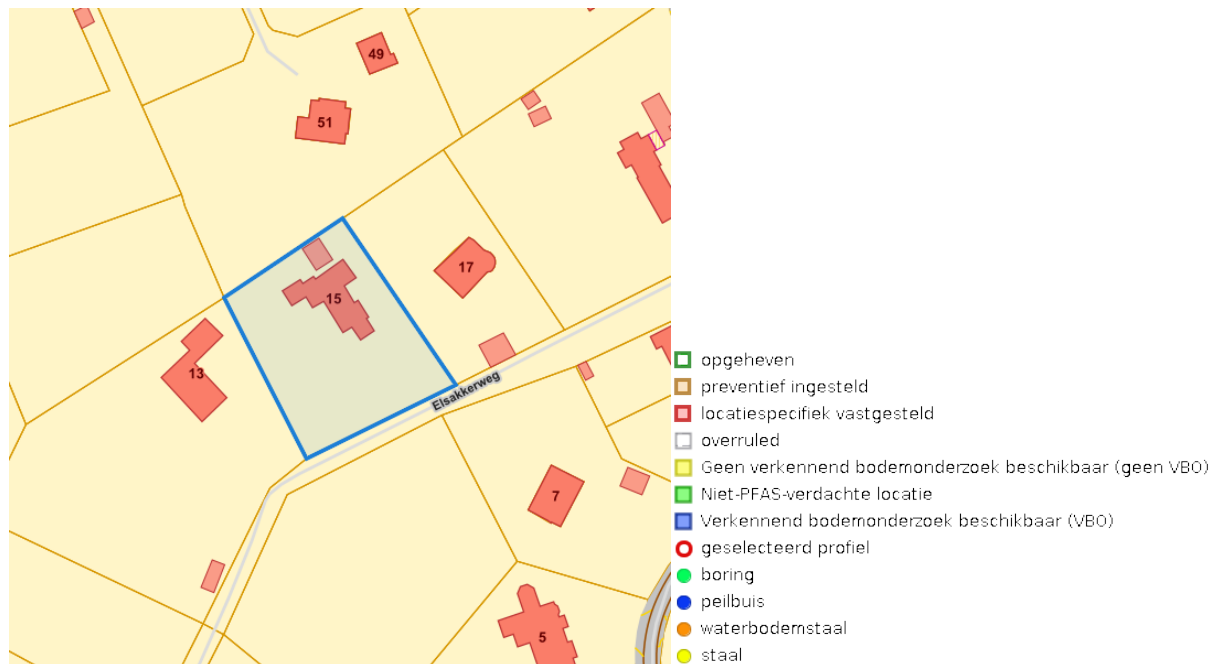 49
51
17
15
13
Elsakkerweg
7
5
opgeheven
preventief ingesteld
locatiespecifiek vastgesteld
overruled
Geen verkennend bodemonderzoek beschikbaar (geen VBO)
Niet-PFAS-verdachte locatie
Verkennend bodemonderzoek beschikbaar (VBO)
geselecteerd profiel
boring
peilbuis
waterbodemstaal
staal